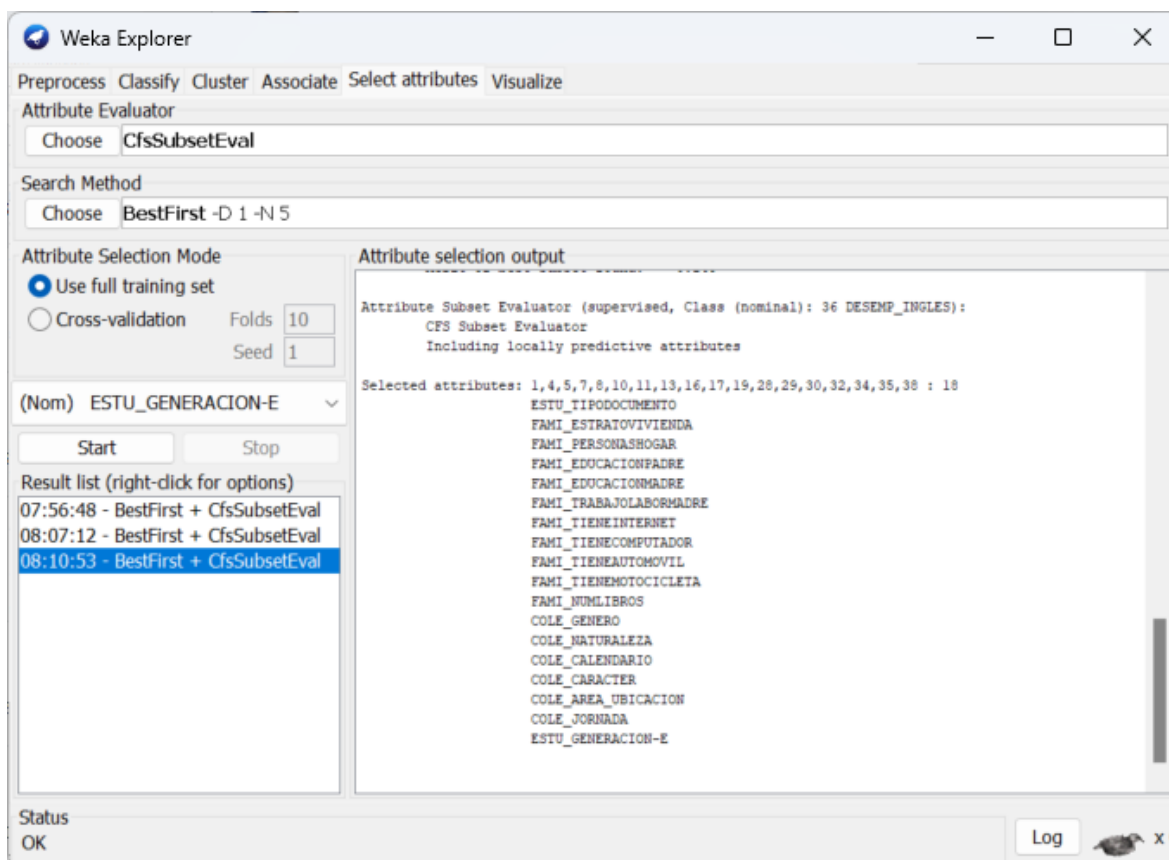 Weka Explorer
Preprocess Classify Cluster Associate Select attributes Visualize
Attribute Evaluator
Choose CfsSubsetEval
Search Method
Choose BestFirst -D 1 -N 5
Attribute Selection Mode
Use full training set
Cross-validation Folds 10
Seed 1
(Nom) ESTU_GENERACION-E
Start Stop
Result list (right-click for options)
07:56:48 - BestFirst + CfsSubsetEval
08:07:12 - BestFirst + CfsSubsetEval
08:10:53 - BestFirst + CfsSubsetEval
Attribute selection output
Attribute Subset Evaluator (supervised, Class (nominal): 36 DESEMP_INGLES):
CFS Subset Evaluator
Including locally predictive attributes
Selected attributes: 1,4,5,7,8,10,11,13,16,17,19,28,29,30,32,34,35,38 : 18
ESTU_TIPODOCUMENTO
FAMI_ESTRATOVIVIENDA
FAMI_PERSONASHOGAR
FAMI_EDUCACIONPADRE
FAMI_EDUCACIONMADRE
FAMI_TRABAJOLABORMADRE
FAMI_TIENEINTERNET
FAMI_TIENECOMPUTADOR
FAMI_TIENEAUTOMOVIL
FAMI_TIENEMOTOCICLETA
FAMI_NUMLIBROS
COLE_GENERO
COLE_NATURALEZA
COLE_CALENDARIO
COLE_CARACTER
COLE_AREA_UBICACION
COLE_JORNADA
ESTU_GENERACION-E
Status
OK
Log
x